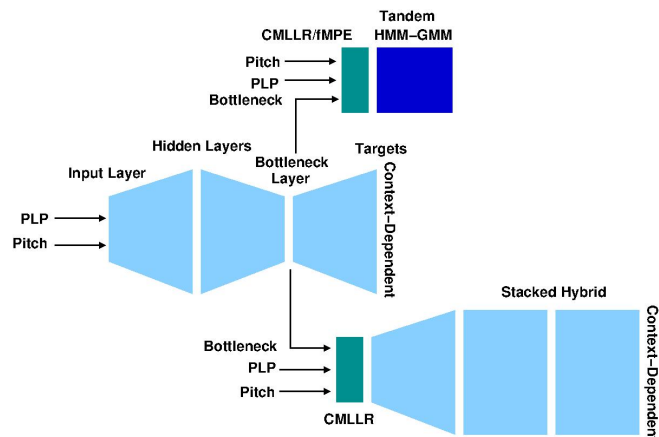 Tandem
CMLLR/fMPE HMM−GMM
Pitch
PLP
Bottleneck
Hidden Layers
Bottleneck
Layer
Targets
Input Layer
Context−Dependent
PLP
Pitch
Stacked Hybrid
Bottleneck
PLP
Pitch
CMLLR
Context−Dependen